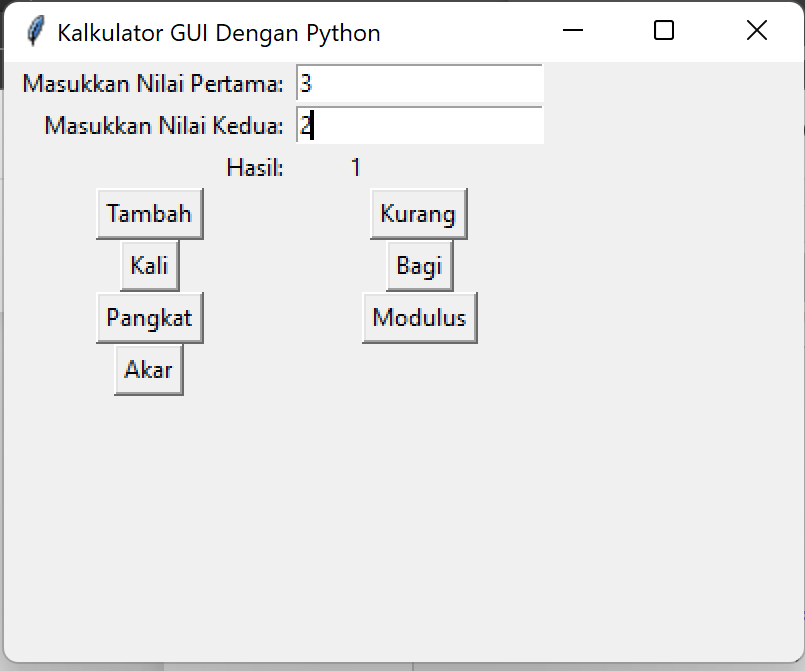 Kalkulator GUI Dengan Python
Masukkan Nilai Pertama: 3
Masukkan Nilai Kedua: 2
Hasil: 1
Tambah Kurang
Kali Bagi
Pangkat Modulus
Akar